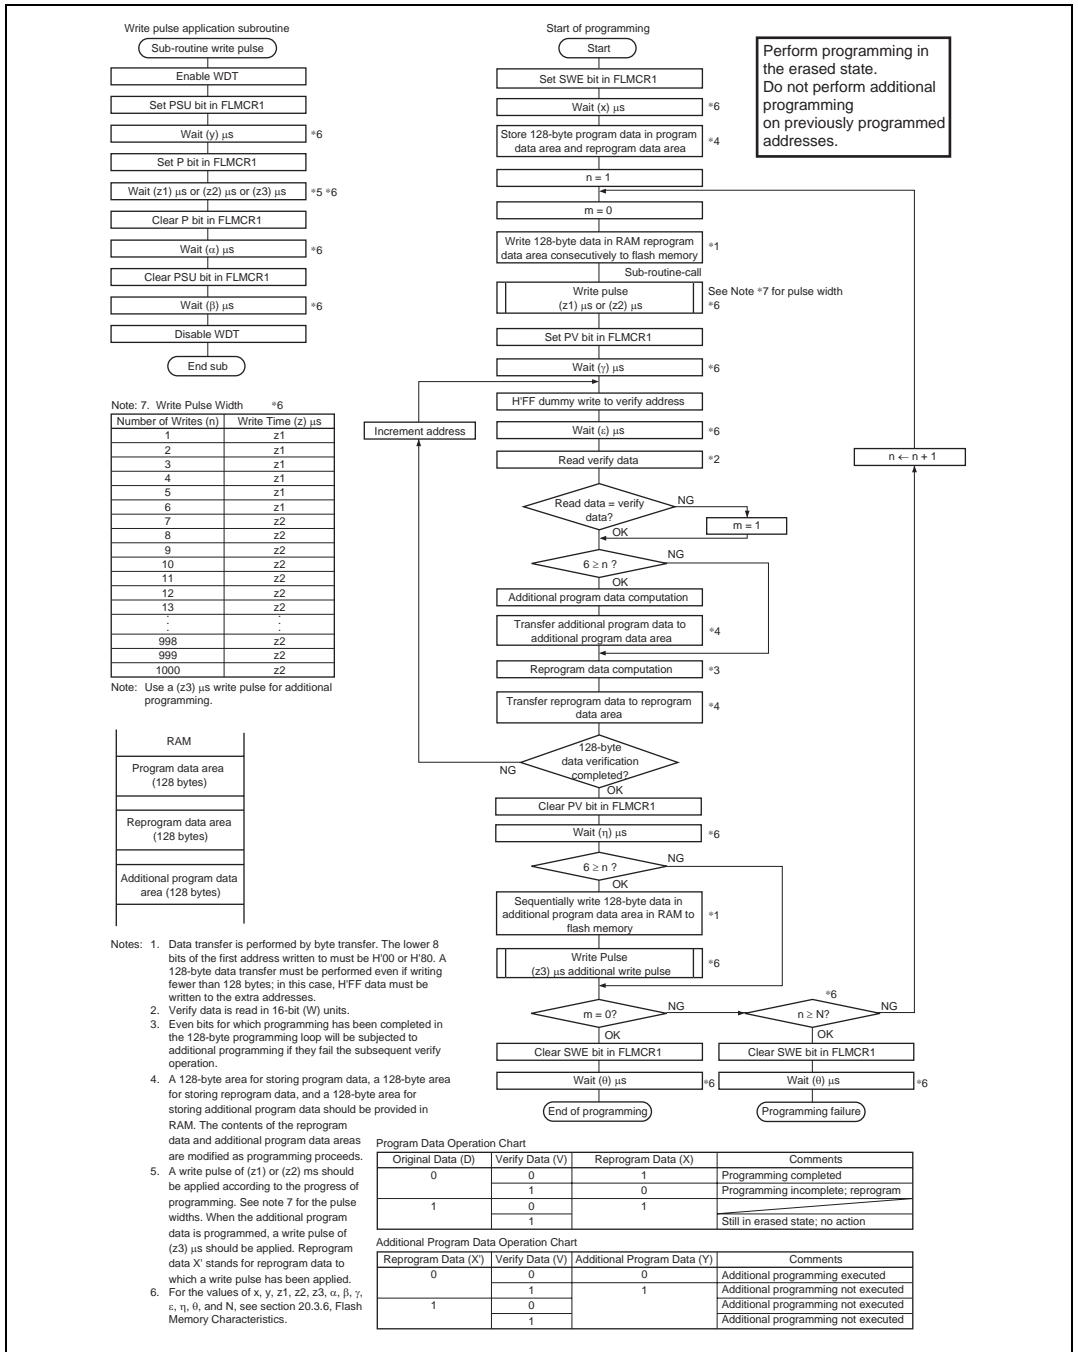 Write pulse application subroutine
Sub-routine write pulse
Enable WDT
Set PSU bit in FLMCR1
Wait (y) μs *6
Set P bit in FLMCR1
Wait (z1) μs or (z2) μs or (z3) μs *5 *6
Clear P bit in FLMCR1
Wait (α) μs *6
Clear PSU bit in FLMCR1
Wait (β) μs *6
Disable WDT
End sub
Note: 7. Write Pulse Width *6
Number of Writes (n) Write Time (z) μs
1 z1
2 z1
3 z1
4 z1
5 z1
6 z1
7 z2
8 z2
9 z2
10 z2
11 z2
12 z2
13 z2
⋮ ⋮
998 z2
999 z2
1000 z2
Note: Use a (z3) μs write pulse for additional
programming.
RAM
Program data area
(128 bytes)
Reprogram data area
(128 bytes)
Additional program data
area (128 bytes)
Start of programming
Start
Set SWE bit in FLMCR1
Wait (x) μs *6
Store 128-byte program data in program
data area and reprogram data area *4
n = 1
m = 0
Write 128-byte data in RAM reprogram
data area consecutively to flash memory *1
Sub-routine-call
Write pulse
(z1) μs or (z2) μs
See Note *7 for pulse width
*6
Set PV bit in FLMCR1
Wait (γ) μs *6
H'FF dummy write to verify address
Wait (ε) μs *6
Read verify data *2
Increment address
n ← n + 1
Read data = verify
data?
NG
m = 1
OK
6 ≥ n ?
NG
OK
Additional program data computation
Transfer additional program data to
additional program data area *4
Reprogram data computation *3
Transfer reprogram data to reprogram
data area *4
128-byte
data verification
completed?
NG
OK
Clear PV bit in FLMCR1
Wait (η) μs *6
6 ≥ n ?
NG
OK
Sequentially write 128-byte data in
additional program data area in RAM to
flash memory *1
Write Pulse
(z3) μs additional write pulse *6
m = 0?
NG
OK
*6
n ≥ N?
NG
OK
Clear SWE bit in FLMCR1
Clear SWE bit in FLMCR1
Wait (θ) μs *6
Wait (θ) μs *6
End of programming
Programming failure
Perform programming in
the erased state.
Do not perform additional
programming
on previously programmed
addresses.
Notes: 1. Data transfer is performed by byte transfer. The lower 8
bits of the first address written to must be H'00 or H'80. A
128-byte data transfer must be performed even if writing
fewer than 128 bytes; in this case, H'FF data must be
written to the extra addresses.
2. Verify data is read in 16-bit (W) units.
3. Even bits for which programming has been completed in
the 128-byte programming loop will be subjected to
additional programming if they fail the subsequent verify
operation.
4. A 128-byte area for storing program data, a 128-byte area
for storing reprogram data, and a 128-byte area for
storing additional program data should be provided in
RAM. The contents of the reprogram
data and additional program data areas
are modified as programming proceeds.
5. A write pulse of (z1) or (z2) ms should
be applied according to the progress of
programming. See note 7 for the pulse
widths. When the additional program
data is programmed, a write pulse of
(z3) μs should be applied. Reprogram
data X' stands for reprogram data to
which a write pulse has been applied.
6. For the values of x, y, z1, z2, z3, α, β, γ,
ε, η, θ, and N, see section 20.3.6, Flash
Memory Characteristics.
Program Data Operation Chart
Original Data (D) Verify Data (V) Reprogram Data (X) Comments
0 0 1 Programming completed
1 0 Programming incomplete; reprogram
1 0 1
1 Still in erased state; no action
Additional Program Data Operation Chart
Reprogram Data (X') Verify Data (V) Additional Program Data (Y) Comments
0 0 0 Additional programming executed
1 1 Additional programming not executed
1 0 Additional programming not executed
1 Additional programming not executed